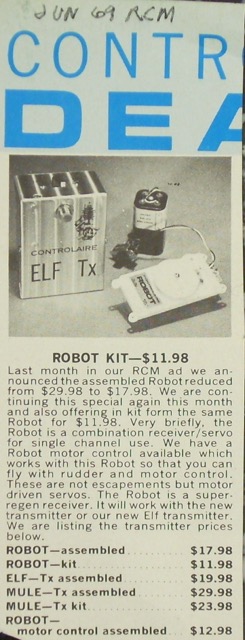 JUN 69 RCM
CONTR
DEA
CONTROLAIRE
ELF Tx
ROBOT
ROBOT KIT—$11.98
Last month in our RCM ad we an-
nounced the assembled Robot reduced
from $29.98 to $17.98. We are con-
tinuing this special again this month
and also offering in kit form the same
Robot for $11.98. Very briefly, the
Robot is a combination receiver/servo
for single channel use. We have a
Robot motor control available which
works with this Robot so that you can
fly with rudder and motor control.
These are not escapements but motor
driven servos. The Robot is a super-
regen receiver. It will work with the new
transmitter or our new Elf transmitter.
We are listing the transmitter prices
below.
ROBOT—assembled $17.98
ROBOT—kit $11.98
ELF—Tx assembled $19.98
MULE—Tx assembled $29.98
MULE—Tx kit $23.98
ROBOT—
motor control assembled $12.98